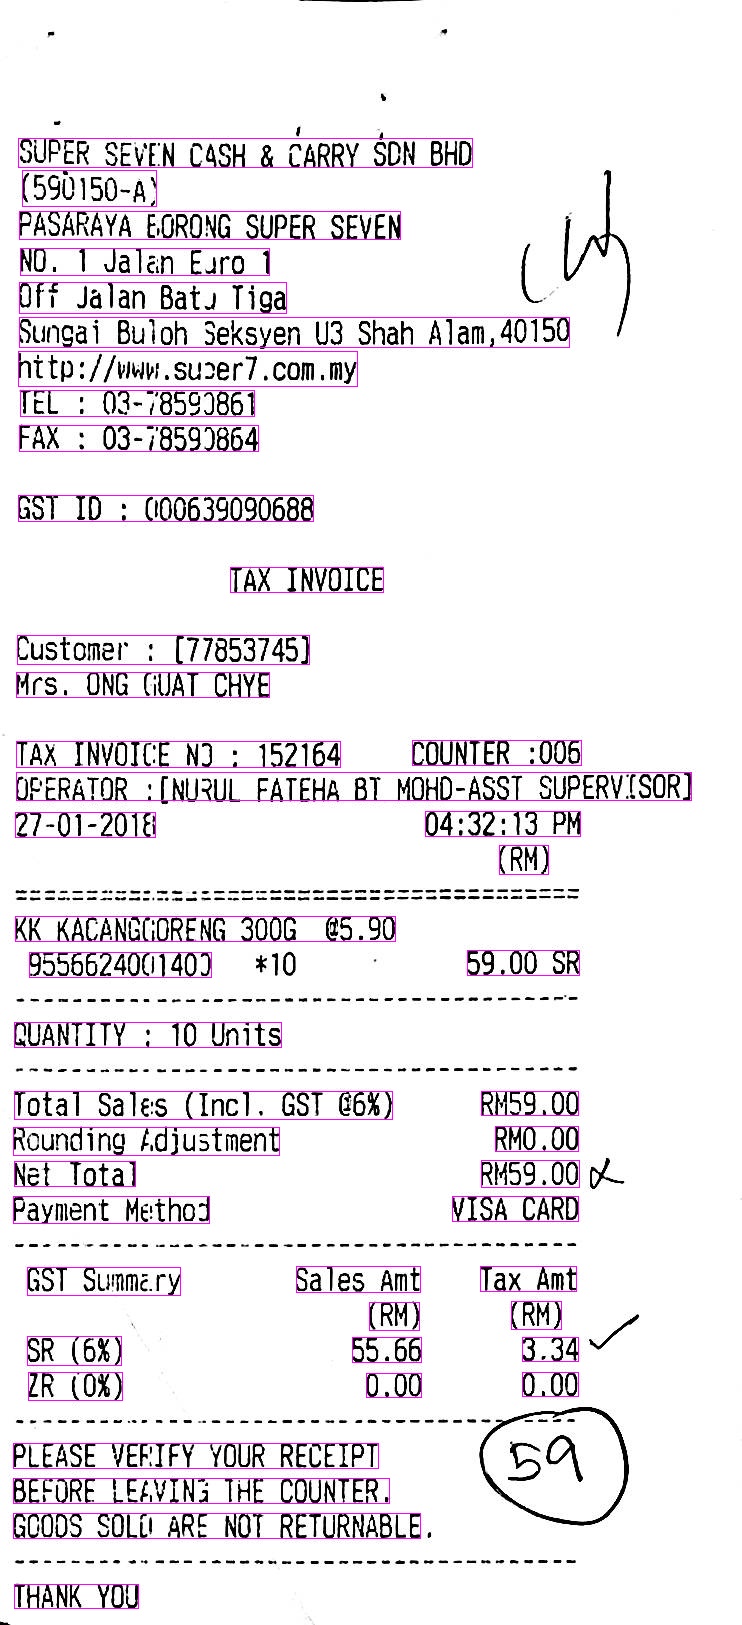 SUPER SEVEN CASH & CARRY SDN BHD
(590150-A)
PASARAYA BORONG SUPER SEVEN
NO. 1 Jalan Euro 1
Off Jalan Batu Tiga
Sungai Buloh Seksyen U3 Shah Alam,40150
http://www.super7.com.my
TEL : 03-78590861
FAX : 03-78590864
GST ID : 000639090688
TAX INVOICE
Customer : [77853745]
Mrs. ONG GUAT CHYE
TAX INVOICE NO : 152164 COUNTER :006
OPERATOR :[NURUL FATEHA BT MOHD-ASST SUPERVISOR]
27-01-2018 04:32:13 PM
(RM)
========================================
KK KACANGGORENG 300G @5.90
9556624001400 *10 59.00 SR
----------------------------------------
QUANTITY : 10 Units
----------------------------------------
Total Sales (Incl. GST @6%) RM59.00
Rounding Adjustment RM0.00
Net Total RM59.00
Payment Method VISA CARD
----------------------------------------
GST Summary Sales Amt Tax Amt
(RM) (RM)
SR (6%) 55.66 3.34
ZR (0%) 0.00 0.00
----------------------------------------
59
PLEASE VERIFY YOUR RECEIPT
BEFORE LEAVING THE COUNTER.
GOODS SOLD ARE NOT RETURNABLE.
----------------------------------------
THANK YOU